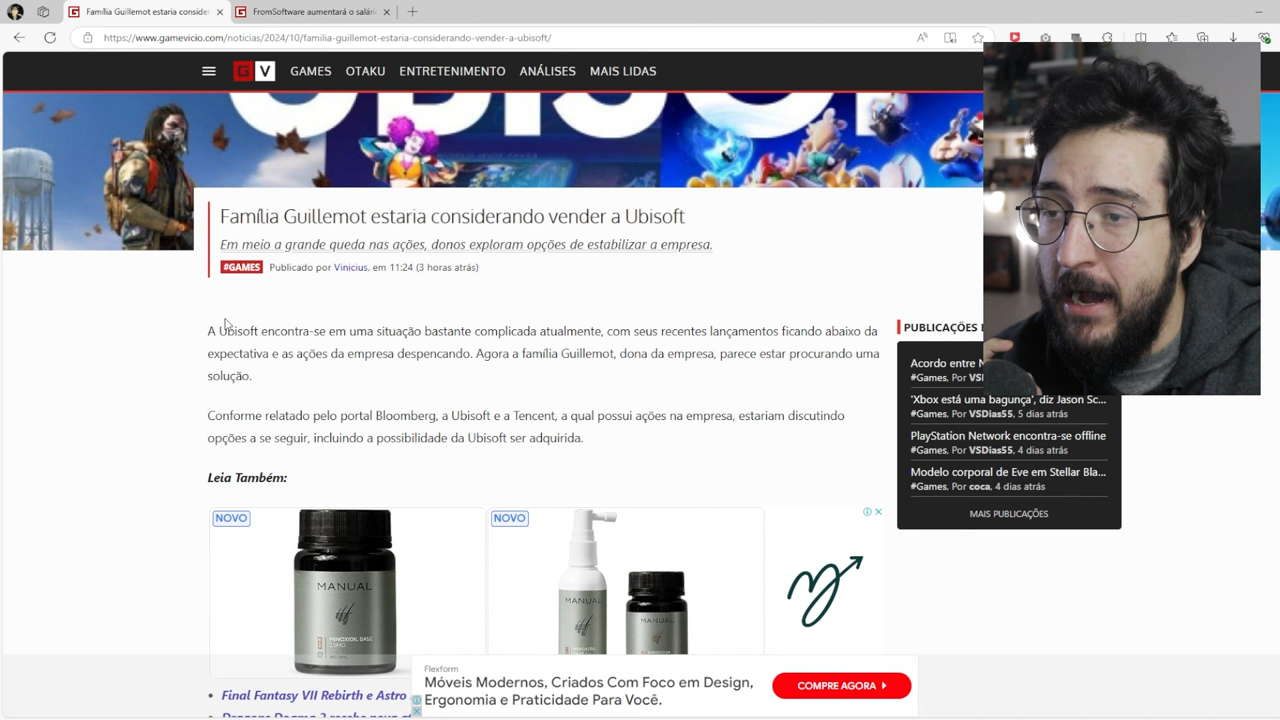 Família Guillemot estaria conside
FromSoftware aumentará o salári
https://www.gamevicio.com/noticias/2024/10/familia-guillemot-estaria-considerando-vender-a-ubisoft/
G V GAMES OTAKU ENTRETENIMENTO ANÁLISES MAIS LIDAS
UBISOF
Família Guillemot estaria considerando vender a Ubisoft
Em meio a grande queda nas ações, donos exploram opções de estabilizar a empresa.
#GAMES Publicado por Vinicius, em 11:24 (3 horas atrás)
A Ubisoft encontra-se em uma situação bastante complicada atualmente, com seus recentes lançamentos ficando abaixo da
expectativa e as ações da empresa despencando. Agora a família Guillemot, dona da empresa, parece estar procurando uma
solução.
Conforme relatado pelo portal Bloomberg, a Ubisoft e a Tencent, a qual possui ações na empresa, estariam discutindo
opções a se seguir, incluindo a possibilidade da Ubisoft ser adquirida.
Leia Também:
NOVO
MANUAL
MINOXIDIL BASE
NOVO
MANUAL
MANUAL
Final Fantasy VII Rebirth e Astro
PUBLICAÇÕES
Acordo entre N
#Games, Por VSD
'Xbox está uma bagunça', diz Jason Sc...
#Games, Por VSDias55, 5 dias atrás
PlayStation Network encontra-se offline
#Games, Por VSDias55, 4 dias atrás
Modelo corporal de Eve em Stellar Bla...
#Games, Por coca, 4 dias atrás
MAIS PUBLICAÇÕES
Flexform
Móveis Modernos, Criados Com Foco em Design,
Ergonomia e Praticidade Para Você.
COMPRE AGORA